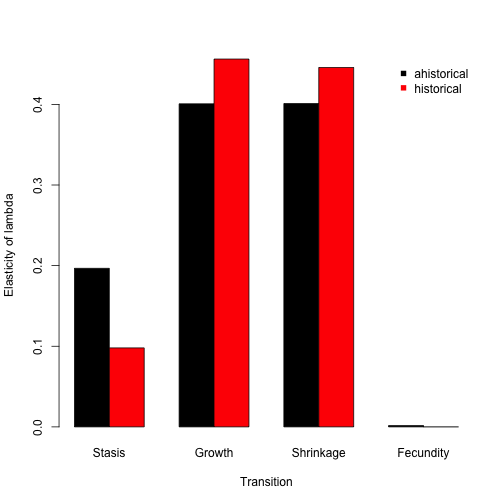 ahistorical
historical
Elasticity of lambda
0.4
0.3
0.2
0.1
0.0
Stasis Growth Shrinkage Fecundity
Transition